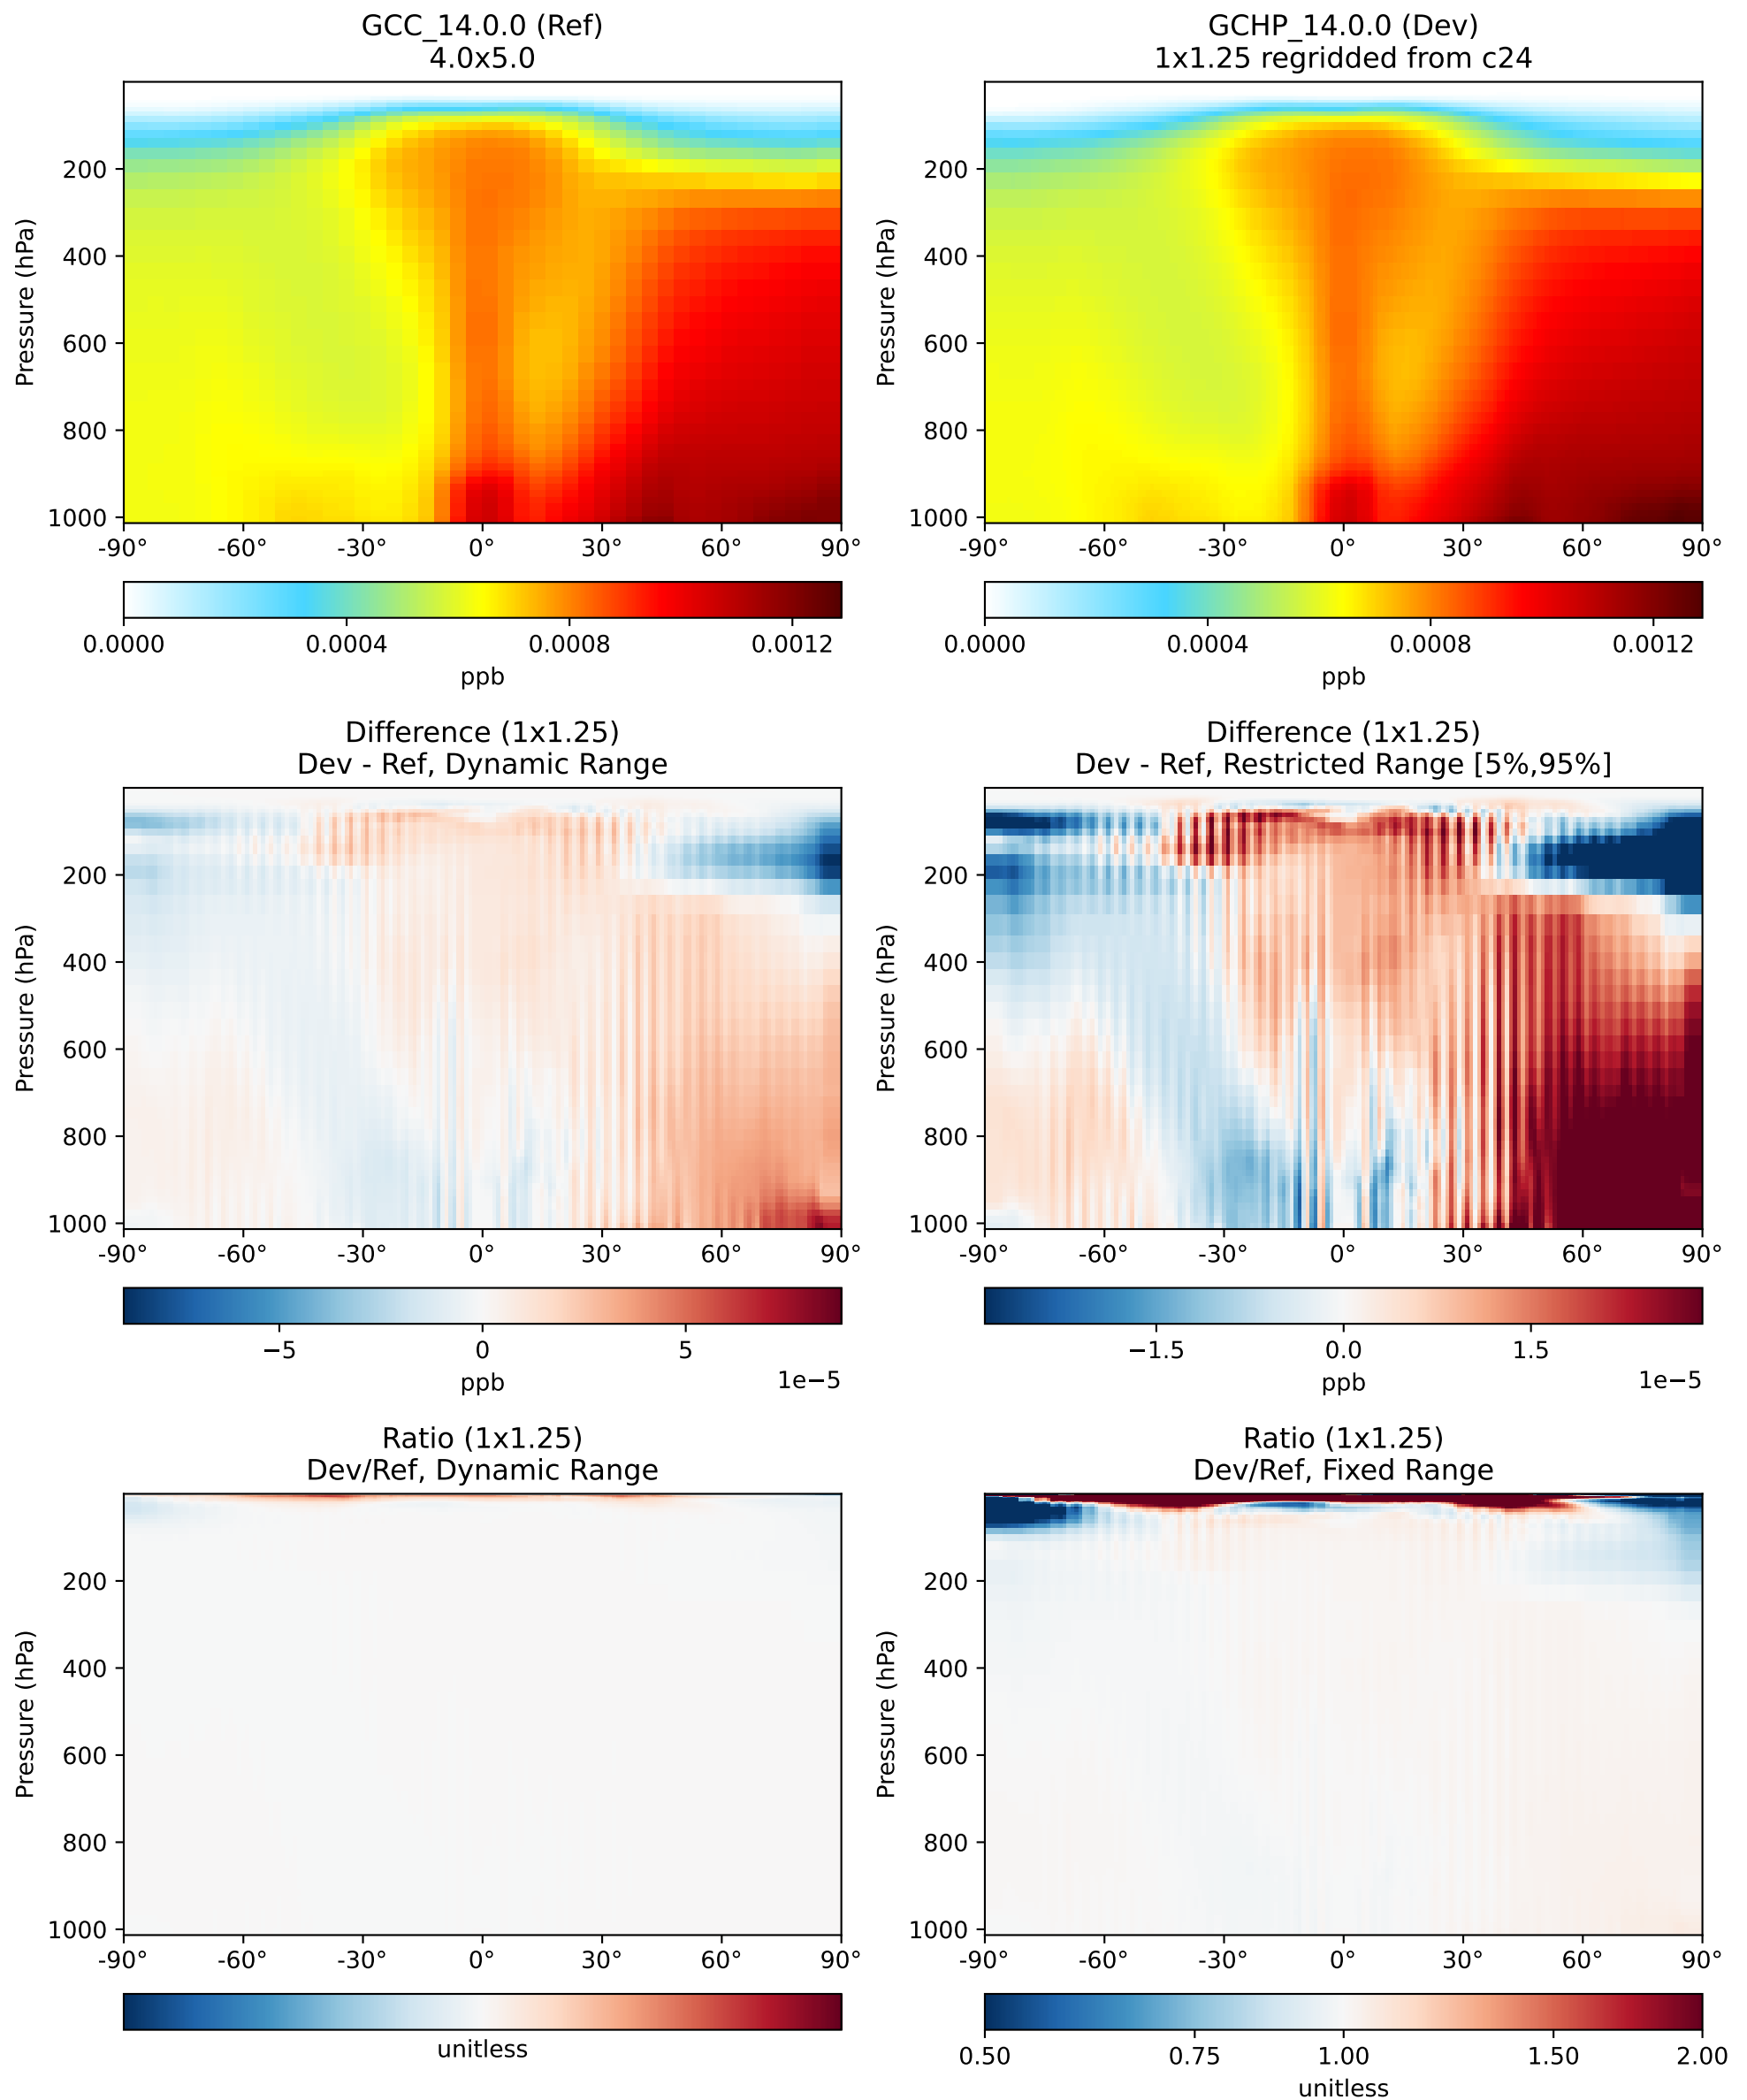 GCC_14.0.0 (Ref)
4.0x5.0
Pressure (hPa)
200
400
600
800
1000
-90° -60° -30° 0° 30° 60° 90°
0.0000 0.0004 0.0008 0.0012
ppb
GCHP_14.0.0 (Dev)
1x1.25 regridded from c24
Pressure (hPa)
200
400
600
800
1000
-90° -60° -30° 0° 30° 60° 90°
0.0000 0.0004 0.0008 0.0012
ppb
Difference (1x1.25)
Dev - Ref, Dynamic Range
Pressure (hPa)
200
400
600
800
1000
-90° -60° -30° 0° 30° 60° 90°
−5 0 5
ppb 1e−5
Difference (1x1.25)
Dev - Ref, Restricted Range [5%,95%]
Pressure (hPa)
200
400
600
800
1000
-90° -60° -30° 0° 30° 60° 90°
−1.5 0.0 1.5
ppb 1e−5
Ratio (1x1.25)
Dev/Ref, Dynamic Range
Pressure (hPa)
200
400
600
800
1000
-90° -60° -30° 0° 30° 60° 90°
unitless
Ratio (1x1.25)
Dev/Ref, Fixed Range
Pressure (hPa)
200
400
600
800
1000
-90° -60° -30° 0° 30° 60° 90°
0.50 0.75 1.00 1.50 2.00
unitless